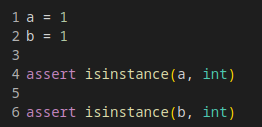 1 a = 1
2 b = 1
3
4 assert isinstance(a, int)
5
6 assert isinstance(b, int)